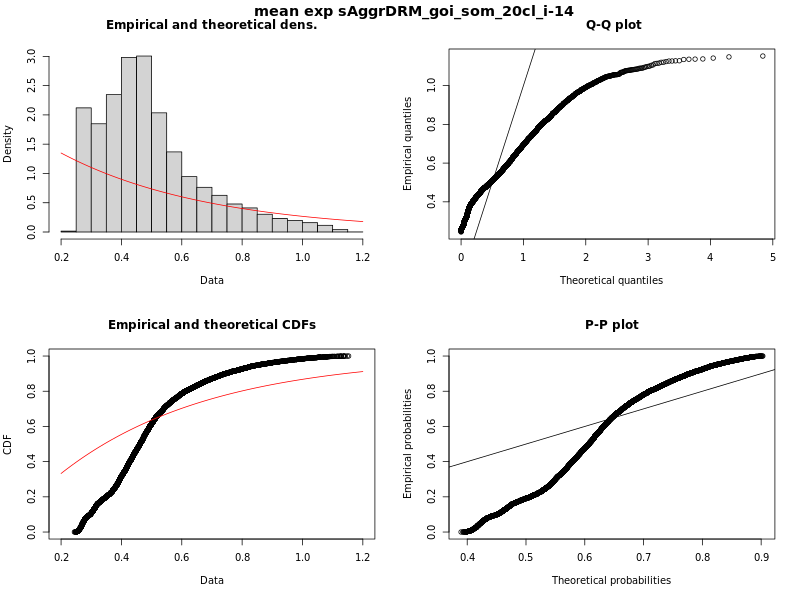 mean exp sAggrDRM_goi_som_20cl_i-14
Empirical and theoretical dens.
Density
0.0 0.5 1.0 1.5 2.0 2.5 3.0
0.2 0.4 0.6 0.8 1.0 1.2
Data
Q-Q plot
Empirical quantiles
0.4 0.6 0.8 1.0
0 1 2 3 4 5
Theoretical quantiles
Empirical and theoretical CDFs
CDF
0.0 0.2 0.4 0.6 0.8 1.0
0.2 0.4 0.6 0.8 1.0 1.2
Data
P-P plot
Empirical probabilities
0.0 0.2 0.4 0.6 0.8 1.0
0.4 0.5 0.6 0.7 0.8 0.9
Theoretical probabilities